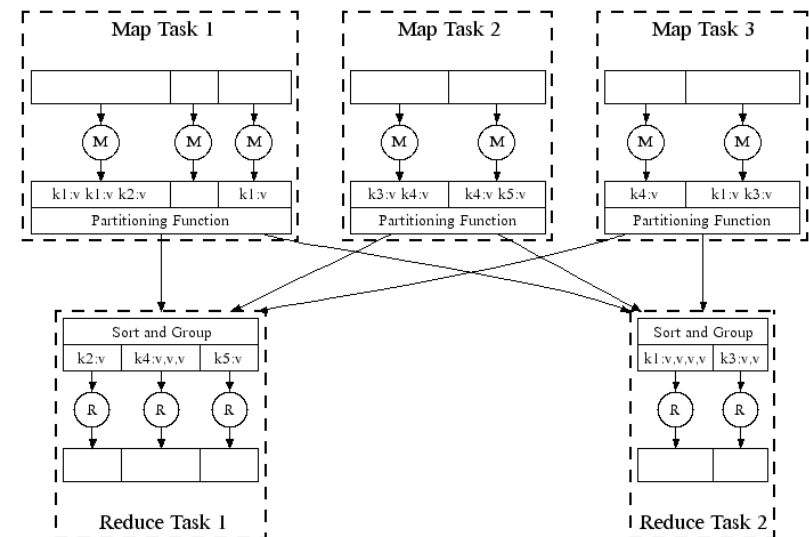 Map Task 1
Map Task 2
Map Task 3
M
M
M
M
M
M
M
k1:v k1:v k2:v
k1:v
k3:v k4:v
k4:v k5:v
k4:v
k1:v k3:v
Partitioning Function
Partitioning Function
Partitioning Function
Sort and Group
Sort and Group
k2:v
k4:v,v,v
k5:v
k1:v,v,v,v
k3:v,v
R
R
R
R
R
Reduce Task 1
Reduce Task 2